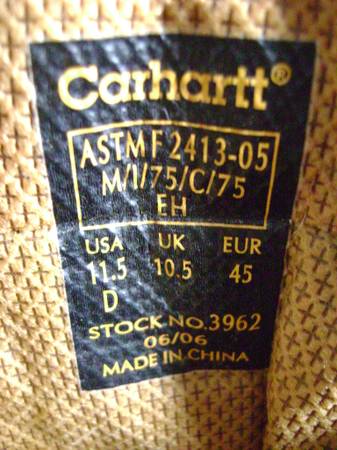 Carhartt®
ASTM F 2413-05
M/I/75/C/75
EH
USA UK EUR
11.5 10.5 45
D
STOCK NO.3962
06/06
MADE IN CHINA